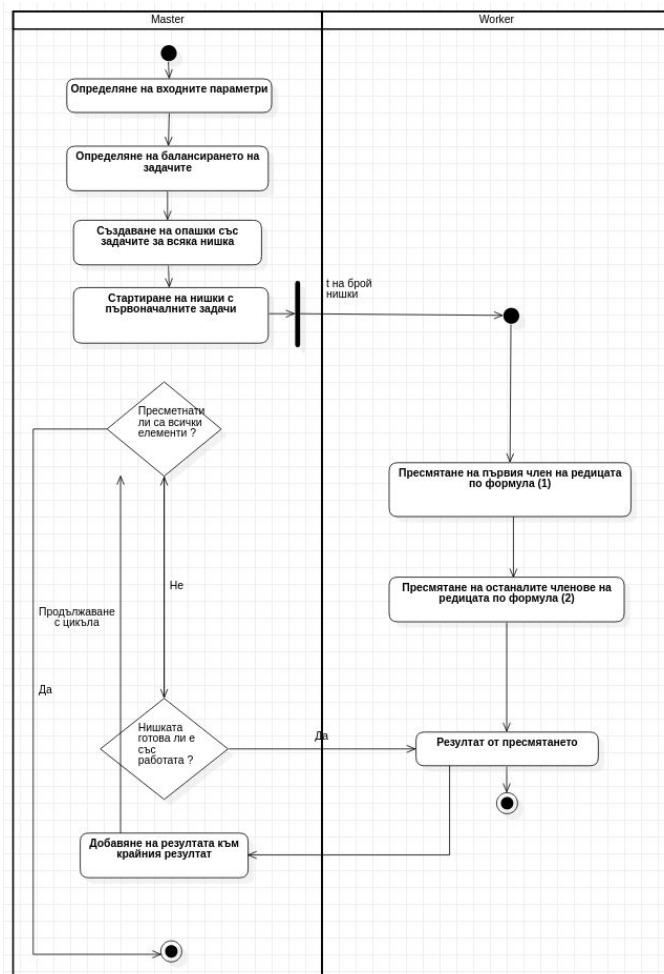 Master
Worker
Определяне на входните параметри
Определяне на балансирането на
задачите
Създаване на опашки със
задачите за всяка нишка
Стартиране на нишки с
първоначалните задачи
t на брой
нишки
Пресметнати
ли са всички
елементи ?
Пресмятане на първия член на редицата
по формула (1)
Не
Пресмятане на останалите членове на
редицата по формула (2)
Продължаване
с цикъла
Да
Нишката
готова ли е
със
работата ?
Да
Резултат от пресмятането
Добавяне на резултата към
крайния резултат